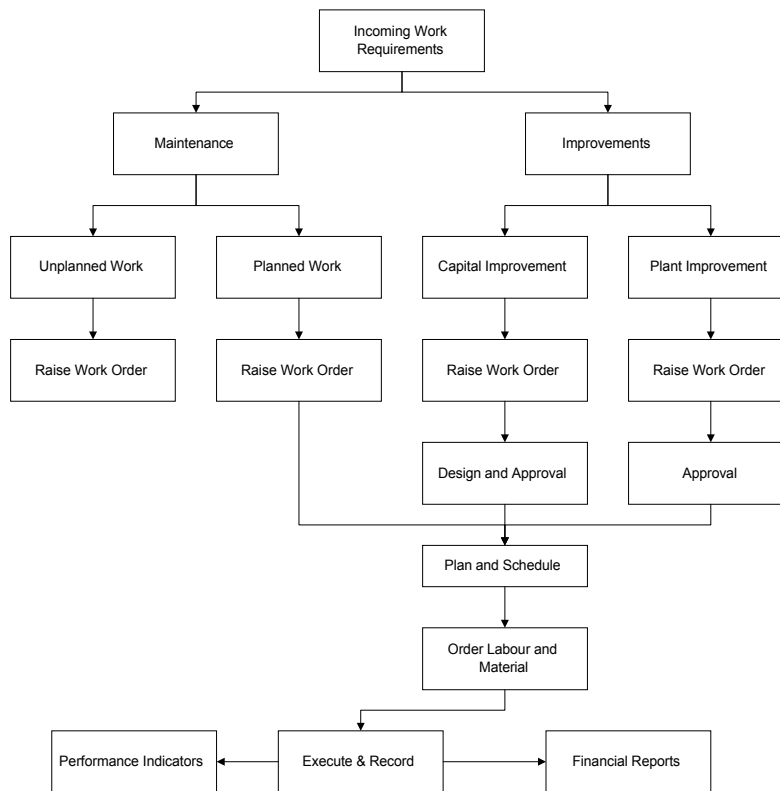 Incoming Work
Requirements
Maintenance
Improvements
Unplanned Work
Planned Work
Capital Improvement
Plant Improvement
Raise Work Order
Raise Work Order
Raise Work Order
Raise Work Order
Design and Approval
Approval
Plan and Schedule
Order Labour and
Material
Performance Indicators
Execute & Record
Financial Reports